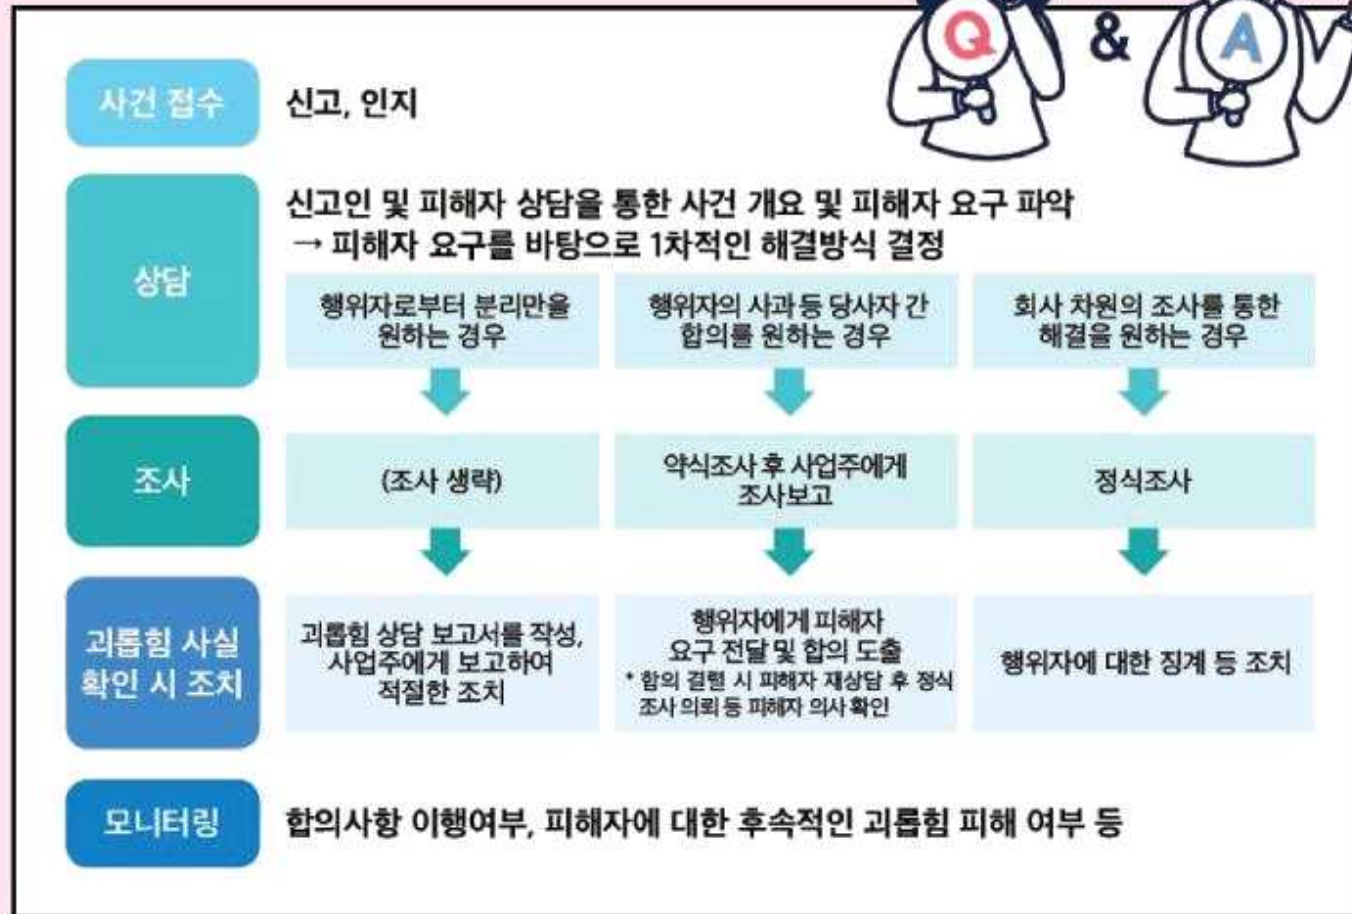 Q & A
사건 접수
신고, 인지
상담
신고인 및 피해자 상담을 통한 사건 개요 및 피해자 요구 파악
→ 피해자 요구를 바탕으로 1차적인 해결방식 결정
행위자로부터 분리만을
원하는 경우
행위자의 사과 등 당사자 간
합의를 원하는 경우
회사 차원의 조사를 통한
해결을 원하는 경우
조사
(조사 생략)
약식조사 후 사업주에게
조사보고
정식조사
괴롭힘 사실
확인 시 조치
괴롭힘 상담 보고서를 작성,
사업주에게 보고하여
적절한 조치
행위자에게 피해자
요구 전달 및 합의 도출
* 합의 결렬 시 피해자 재상담 후 정식
조사 의뢰 등 피해자 의사 확인
행위자에 대한 징계 등 조치
모니터링
합의사항 이행여부, 피해자에 대한 후속적인 괴롭힘 피해 여부 등